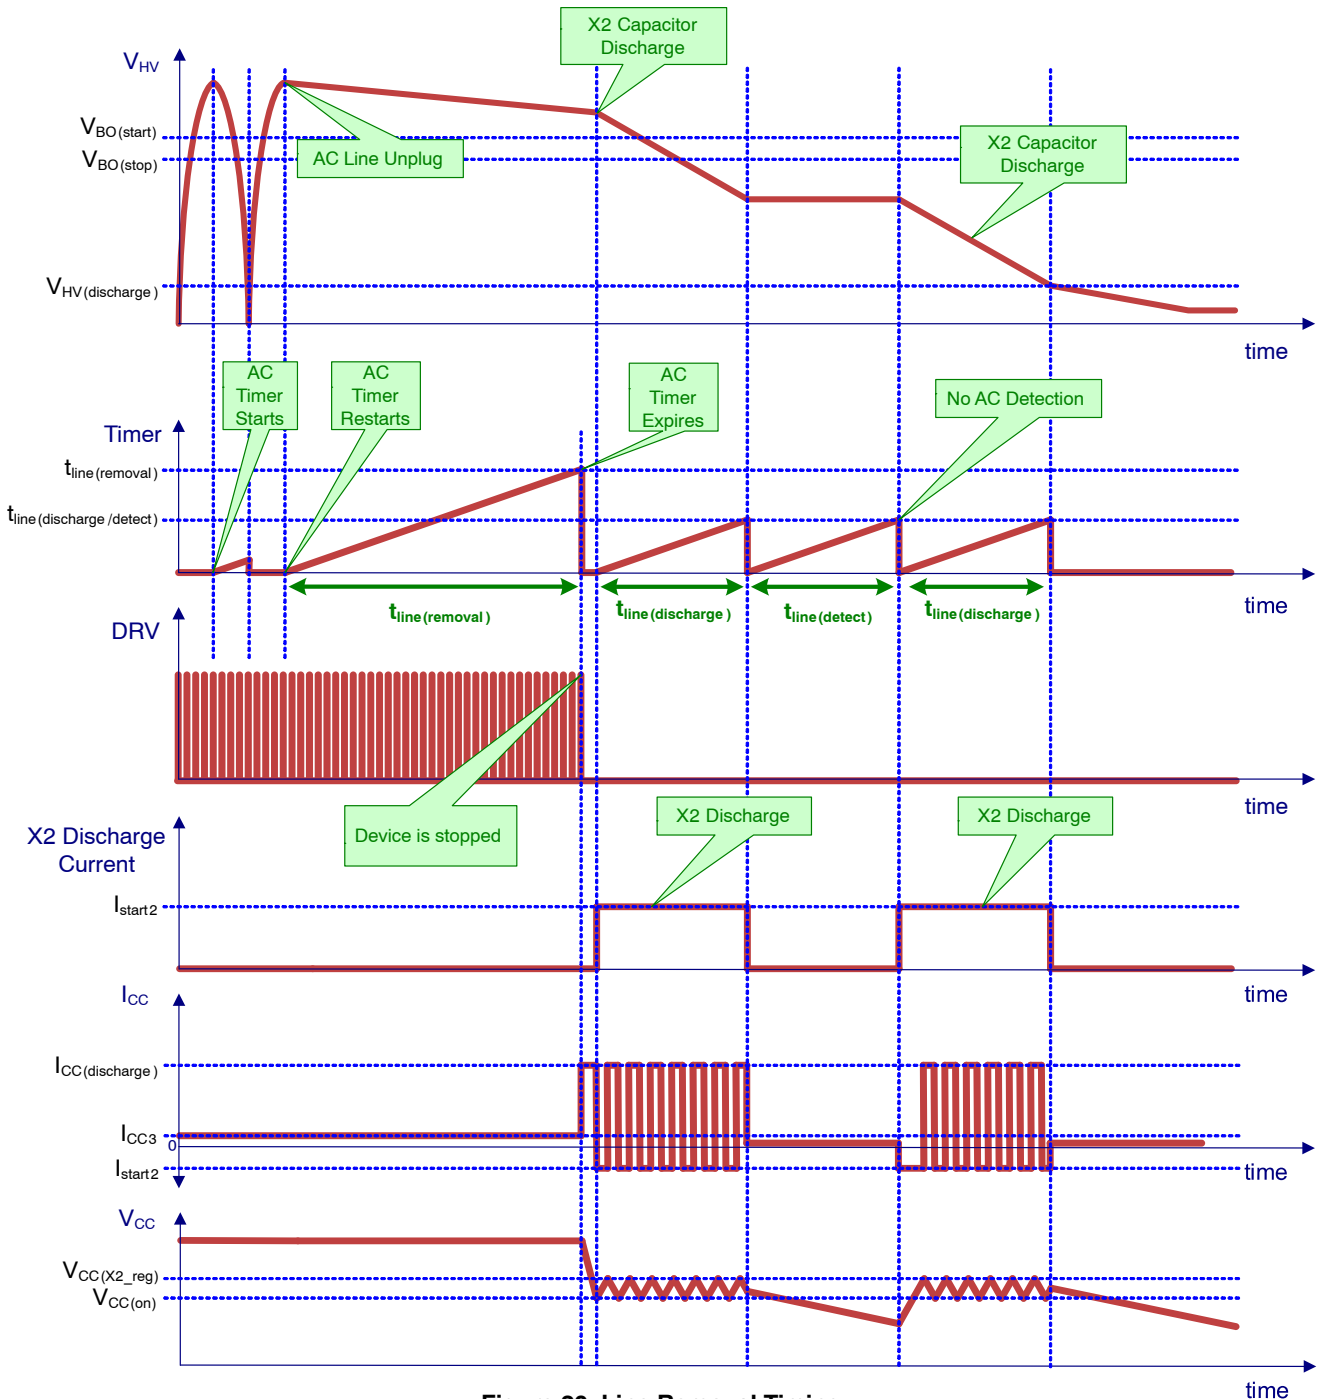 X2 Capacitor
Discharge
VHV
VBO(start)
VBO(stop)
AC Line Unplug
X2 Capacitor
Discharge
VHV(discharge)
time
AC
Timer
Starts
AC
Timer
Restarts
AC
Timer
Expires
No AC Detection
Timer
tline(removal)
tline(discharge/detect)
time
tline(removal)
tline(discharge)
tline(detect)
tline(discharge)
DRV
time
Device is stopped
X2 Discharge
X2 Discharge
X2 Discharge
Current
Istart2
time
ICC
ICC(discharge)
ICC3
0
Istart2
time
VCC
VCC(X2_reg)
VCC(on)
time
Line Removal Timing